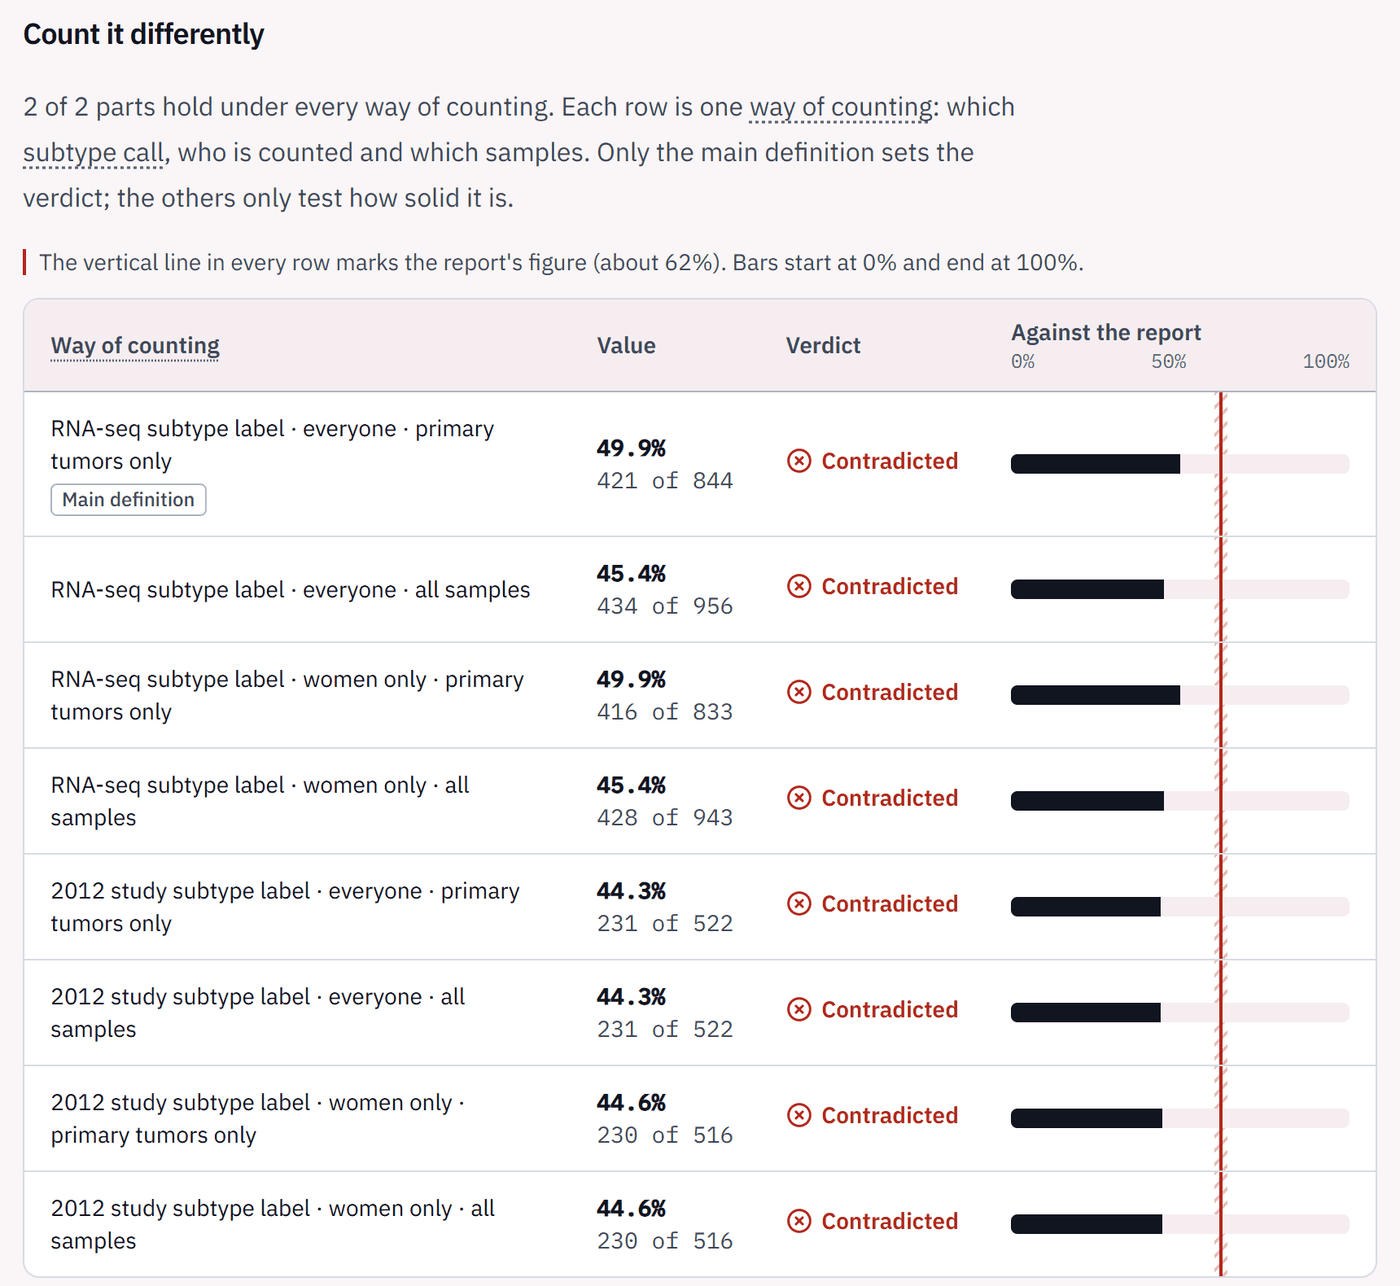 Count it differently
2 of 2 parts hold under every way of counting. Each row is one way of counting: which
subtype call, who is counted and which samples. Only the main definition sets the
verdict; the others only test how solid it is.
The vertical line in every row marks the report's figure (about 62%). Bars start at 0% and end at 100%.
Way of counting
Value
Verdict
Against the report
0% 50% 100%
RNA-seq subtype label · everyone · primary
tumors only
Main definition
49.9%
421 of 844
Contradicted
RNA-seq subtype label · everyone · all samples
45.4%
434 of 956
Contradicted
RNA-seq subtype label · women only · primary
tumors only
49.9%
416 of 833
Contradicted
RNA-seq subtype label · women only · all
samples
45.4%
428 of 943
Contradicted
2012 study subtype label · everyone · primary
tumors only
44.3%
231 of 522
Contradicted
2012 study subtype label · everyone · all
samples
44.3%
231 of 522
Contradicted
2012 study subtype label · women only ·
primary tumors only
44.6%
230 of 516
Contradicted
2012 study subtype label · women only · all
samples
44.6%
230 of 516
Contradicted